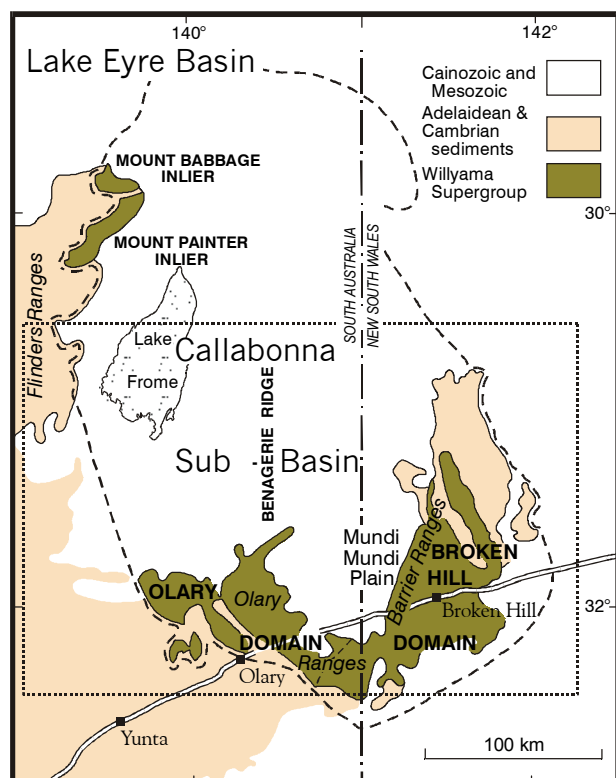 140°
142°
Lake Eyre Basin
Cainozoic and
Mesozoic
Adelaidean &
Cambrian
sediments
Willyama
Supergroup
MOUNT BABBAGE
INLIER
30°
MOUNT PAINTER
INLIER
Flinders Ranges
SOUTH AUSTRALIA
NEW SOUTH WALES
Lake
Frome
Callabonna
BENAGERIE RIDGE
Sub - Basin
Mundi
Mundi
Plain
Barrier Ranges
BROKEN
HILL
OLARY
Olary
32°
Broken Hill
DOMAIN
DOMAIN
Ranges
Olary
Yunta
100 km